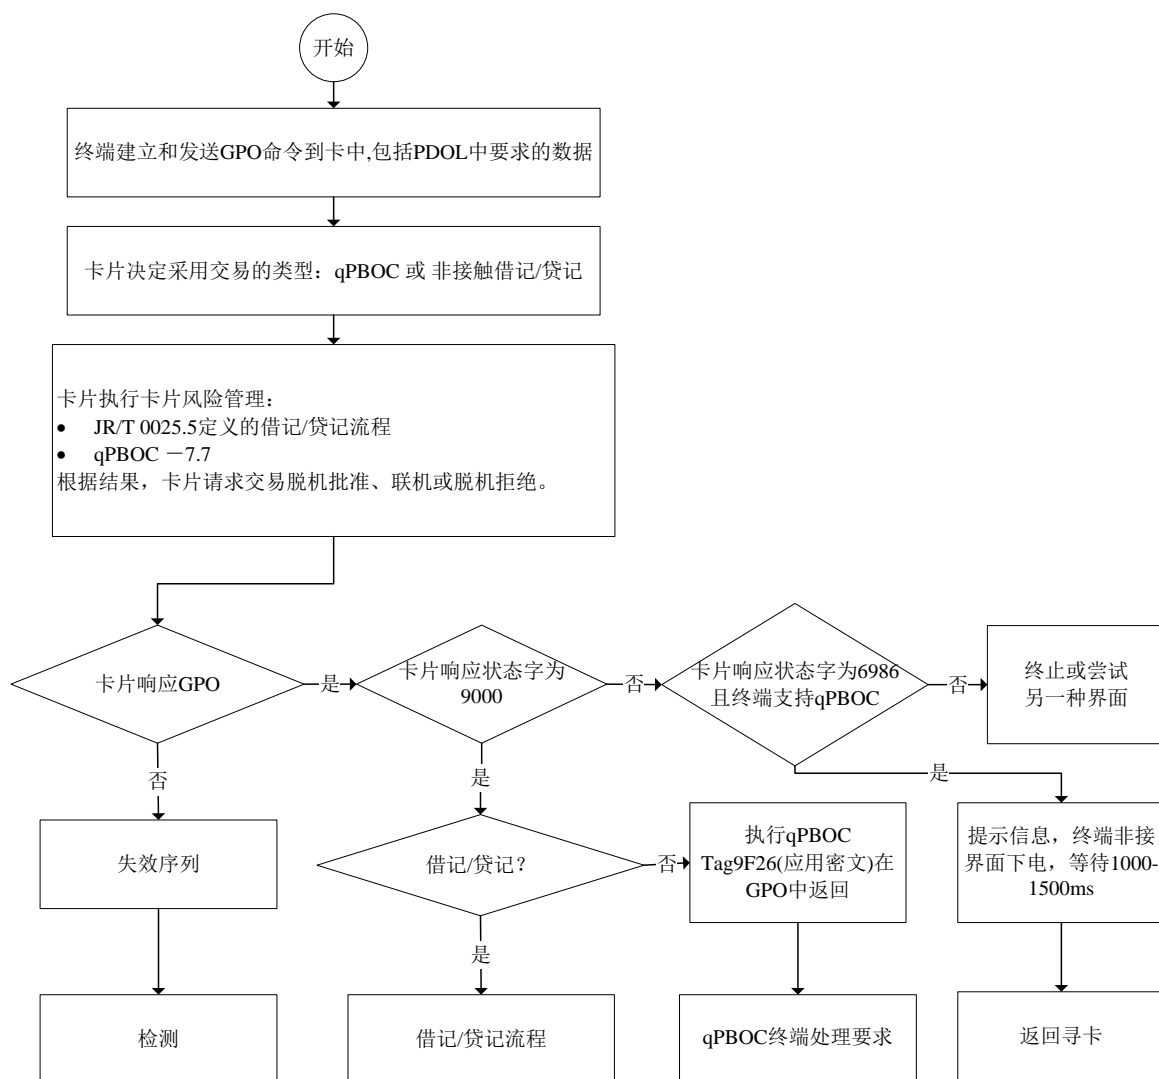 开始
终端建立和发送GPO命令到卡中,包括PDOL中要求的数据
卡片决定采用交易的类型：qPBOC 或 非接触借记/贷记
卡片执行卡片风险管理：
• JR/T 0025.5定义的借记/贷记流程
• qPBOC －7.7
根据结果，卡片请求交易脱机批准、联机或脱机拒绝。
卡片响应GPO
是
卡片响应状态字为
9000
否
卡片响应状态字为6986
且终端支持qPBOC
否
终止或尝试
另一种界面
否
是
是
失效序列
借记/贷记？
否
执行qPBOC
Tag9F26(应用密文)在
GPO中返回
提示信息，终端非接
界面下电，等待1000-
1500ms
是
检测
借记/贷记流程
qPBOC终端处理要求
返回寻卡